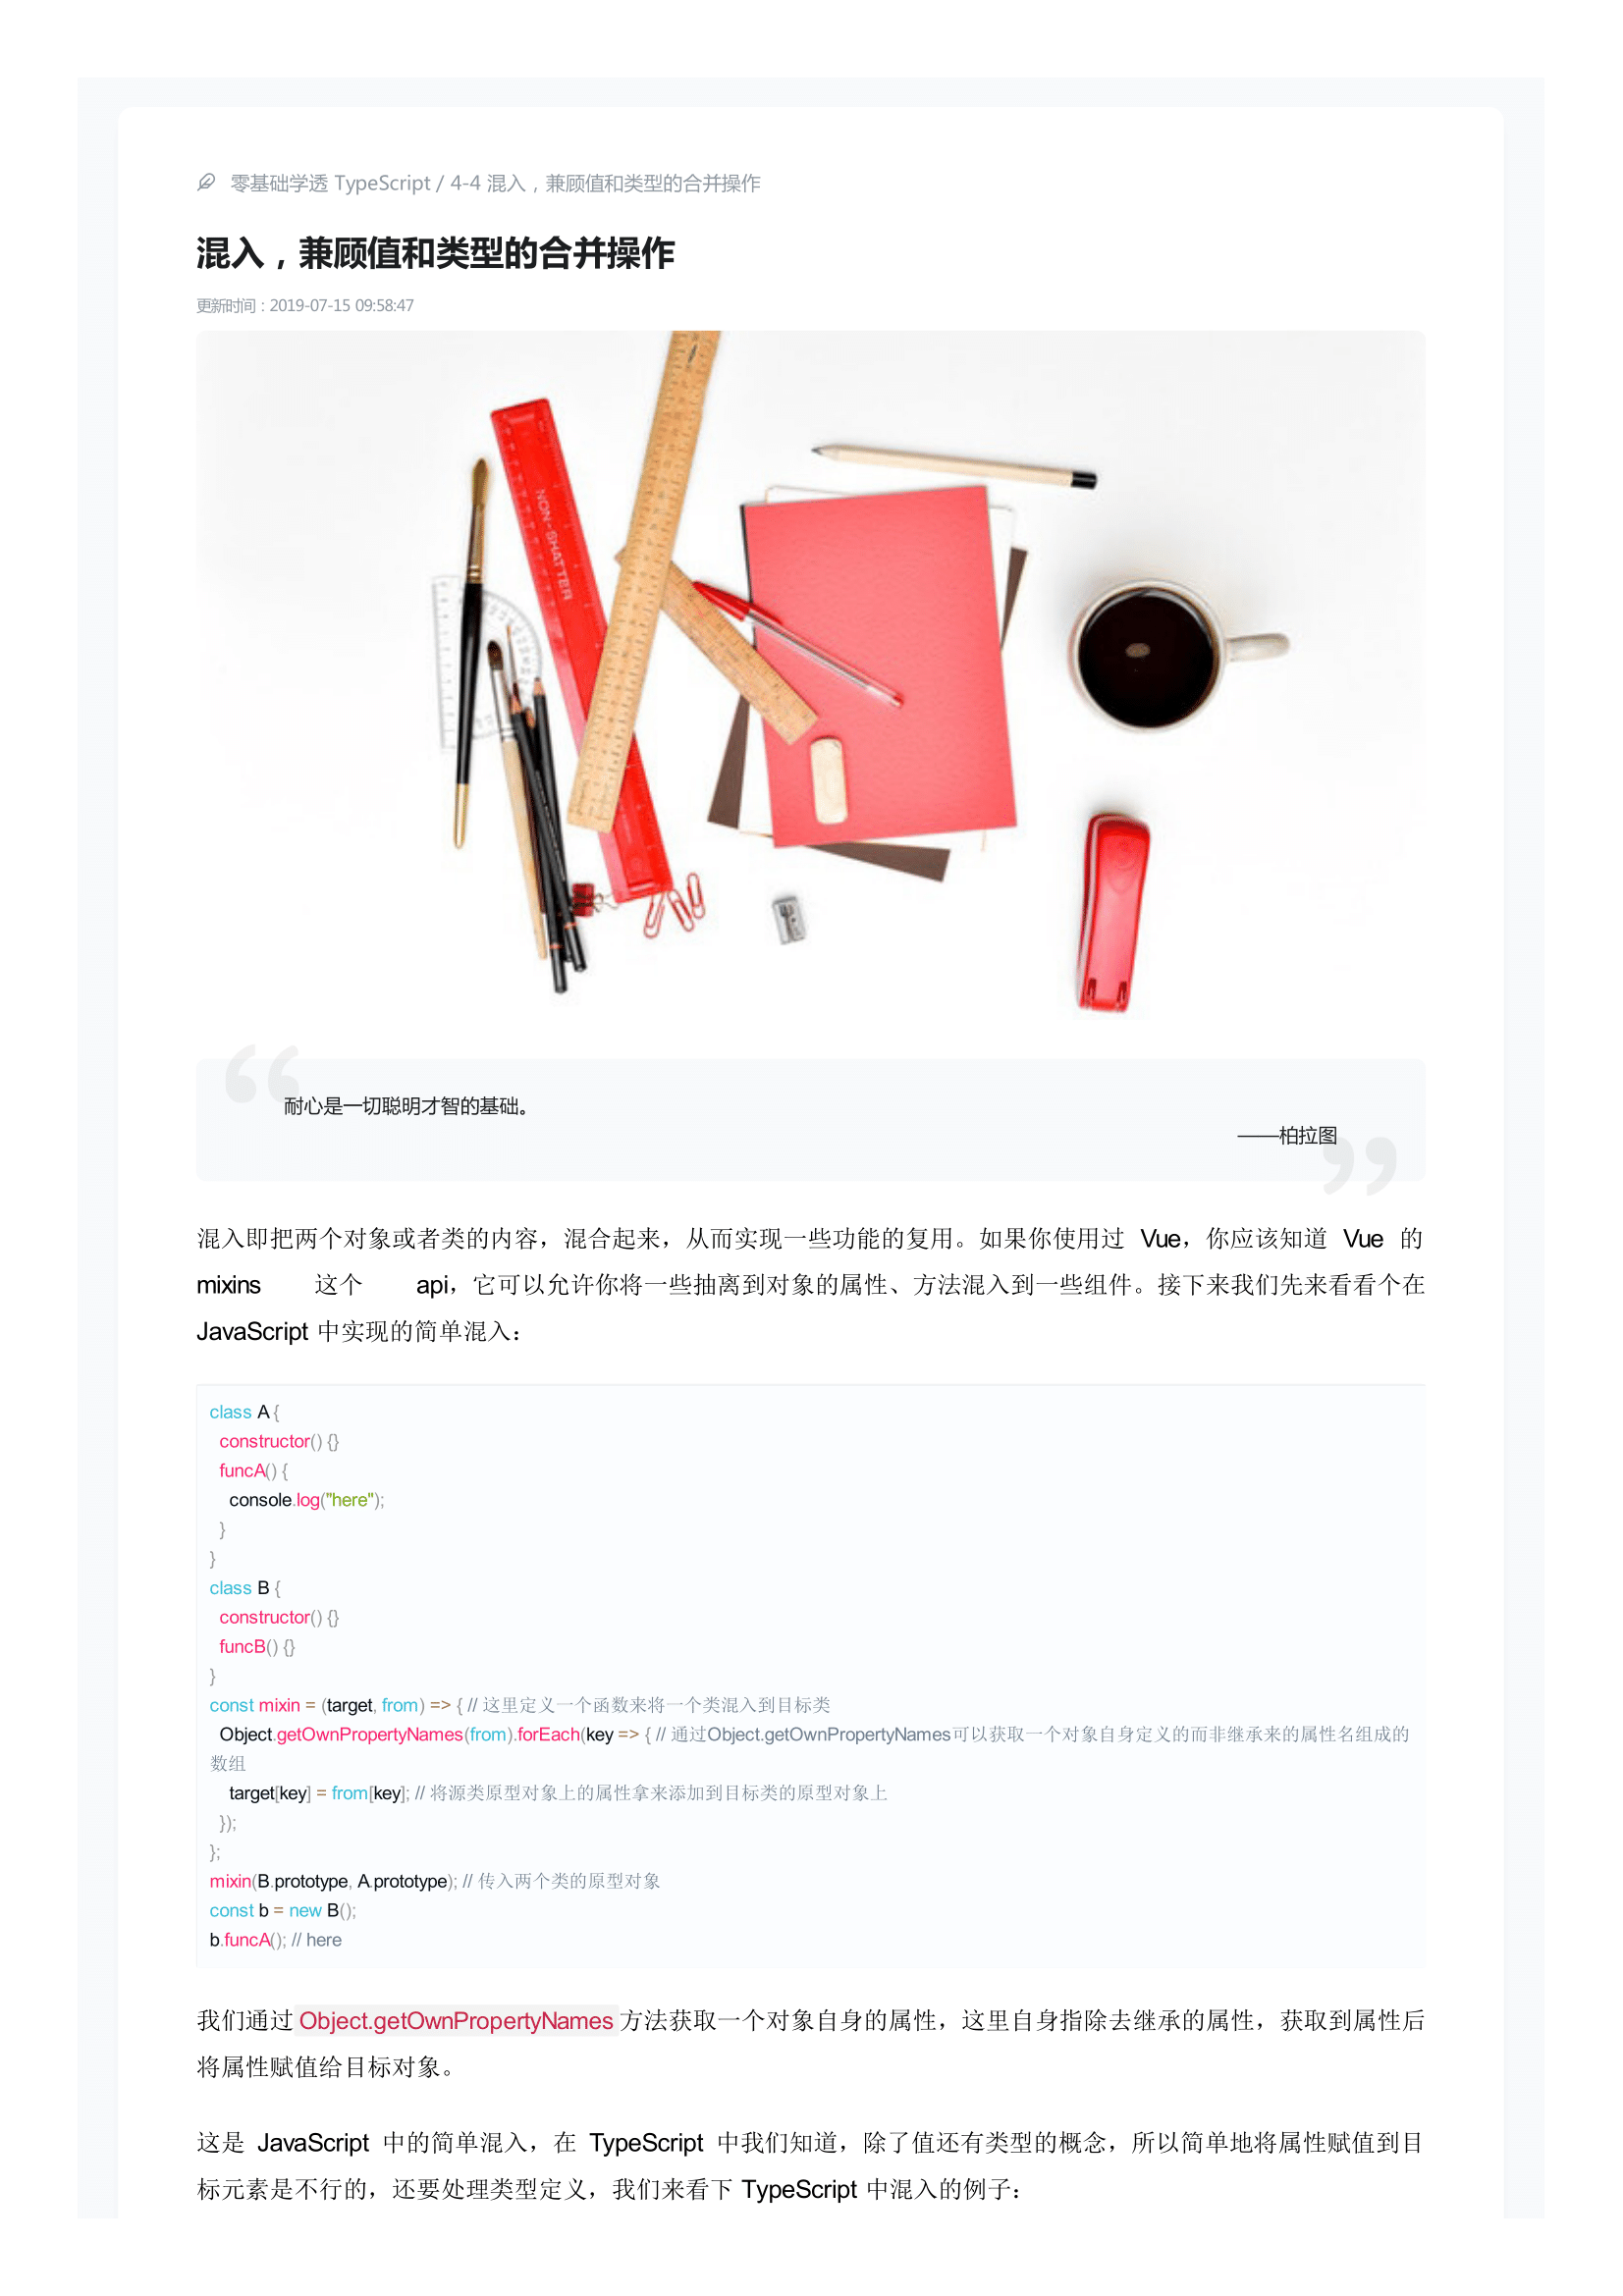 零基础学透 TypeScript / 4-4 混入，兼顾值和类型的合并操作
混入，兼顾值和类型的合并操作
更新时间：2019-07-15 09:58:47
NON-SHATTER
“
耐心是一切聪明才智的基础。
——柏拉图
”
混入即把两个对象或者类的内容，混合起来，从而实现一些功能的复用。如果你使用过 Vue，你应该知道 Vue 的
mixins 这个 api，它可以允许你将一些抽离到对象的属性、方法混入到一些组件。接下来我们先来看看个在
JavaScript 中实现的简单混入：
class A {
  constructor() {}
  funcA() {
    console.log("here");
  }
}
class B {
  constructor() {}
  funcB() {}
}
const mixin = (target, from) => { // 这里定义一个函数来将一个类混入到目标类
  Object.getOwnPropertyNames(from).forEach(key => { // 通过Object.getOwnPropertyNames可以获取一个对象自身定义的而非继承来的属性名组成的
数组
    target[key] = from[key]; // 将源类原型对象上的属性拿来添加到目标类的原型对象上
  });
};
mixin(B.prototype, A.prototype); // 传入两个类的原型对象
const b = new B();
b.funcA(); // here
我们通过 Object.getOwnPropertyNames 方法获取一个对象自身的属性，这里自身指除去继承的属性，获取到属性后
将属性赋值给目标对象。
这是 JavaScript 中的简单混入，在 TypeScript 中我们知道，除了值还有类型的概念，所以简单地将属性赋值到目
标元素是不行的，还要处理类型定义，我们来看下 TypeScript 中混入的例子：